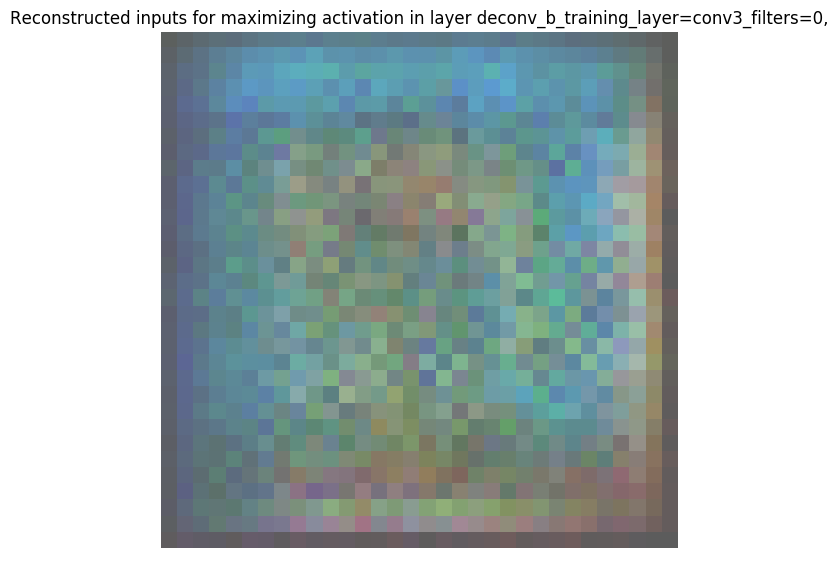 Reconstructed inputs for maximizing activation in layer deconv_b_training_layer=conv3_filters=0,